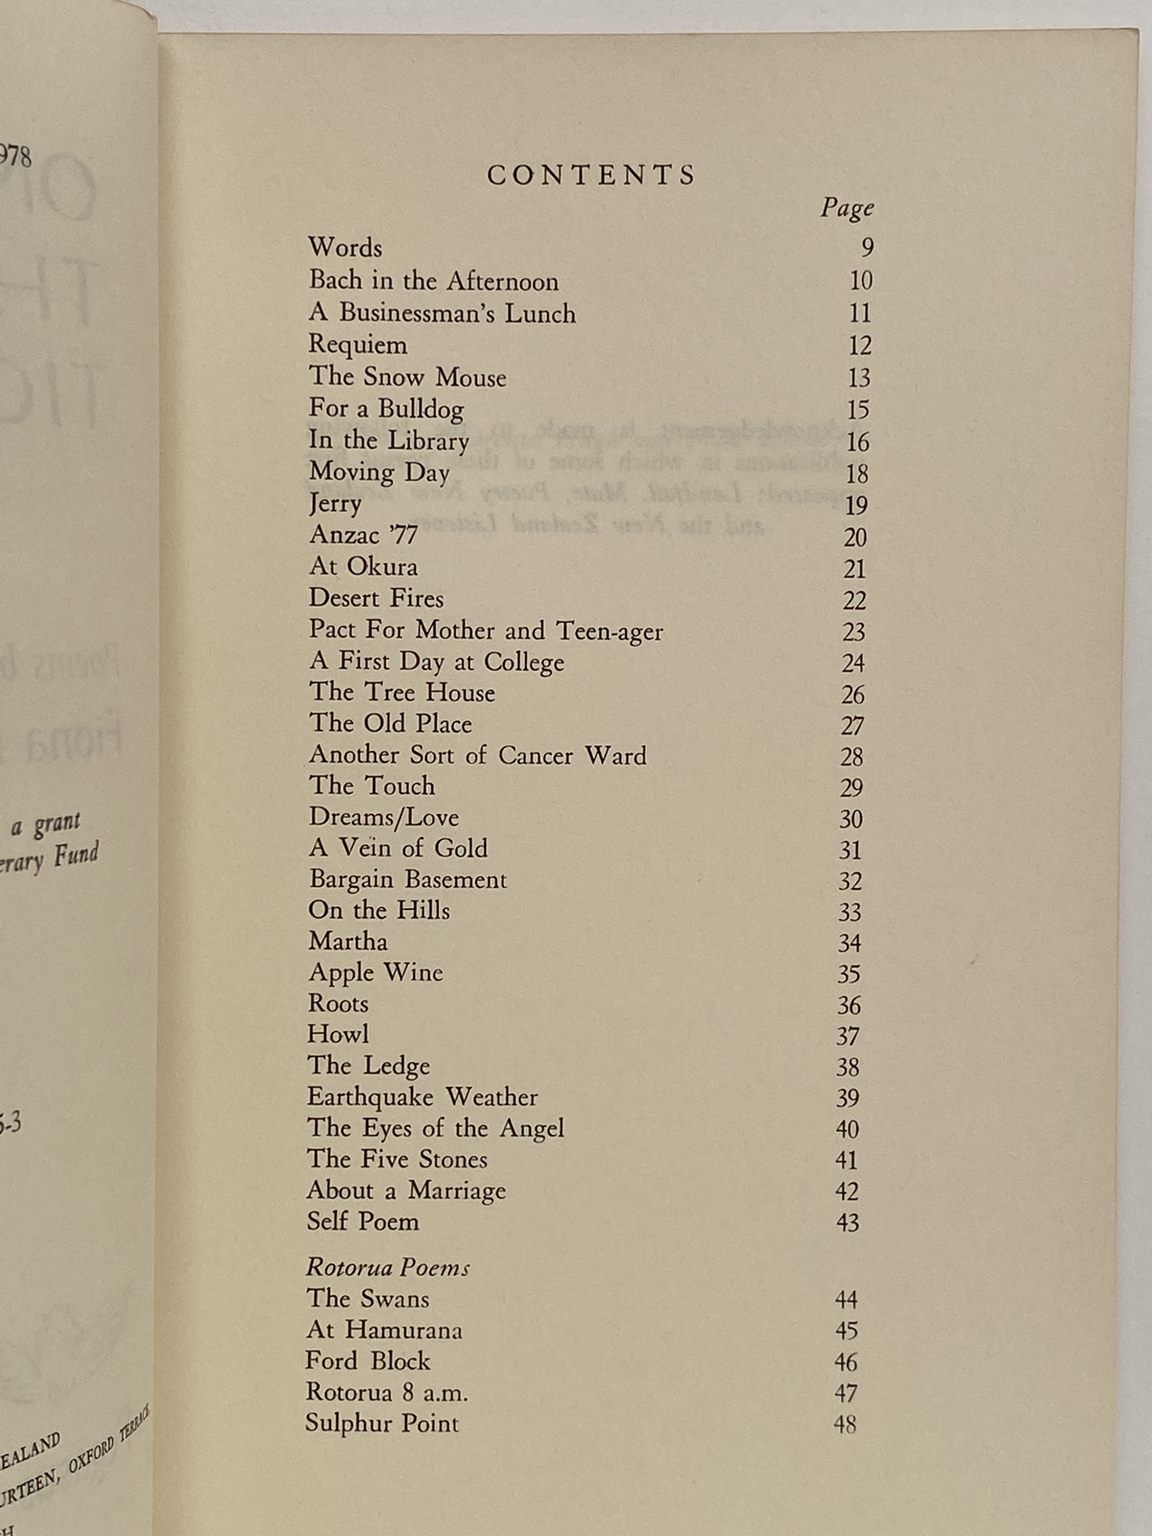 978
a grant
erary Fund
5-3
EALAND
URTEEN, OXFORD TERRACE
CH
CONTENTS
Page
Words 9
Bach in the Afternoon 10
A Businessman's Lunch 11
Requiem 12
The Snow Mouse 13
For a Bulldog 15
In the Library 16
Moving Day 18
Jerry 19
Anzac '77 20
At Okura 21
Desert Fires 22
Pact For Mother and Teen-ager 23
A First Day at College 24
The Tree House 26
The Old Place 27
Another Sort of Cancer Ward 28
The Touch 29
Dreams/Love 30
A Vein of Gold 31
Bargain Basement 32
On the Hills 33
Martha 34
Apple Wine 35
Roots 36
Howl 37
The Ledge 38
Earthquake Weather 39
The Eyes of the Angel 40
The Five Stones 41
About a Marriage 42
Self Poem 43
Rotorua Poems
The Swans 44
At Hamurana 45
Ford Block 46
Rotorua 8 a.m. 47
Sulphur Point 48